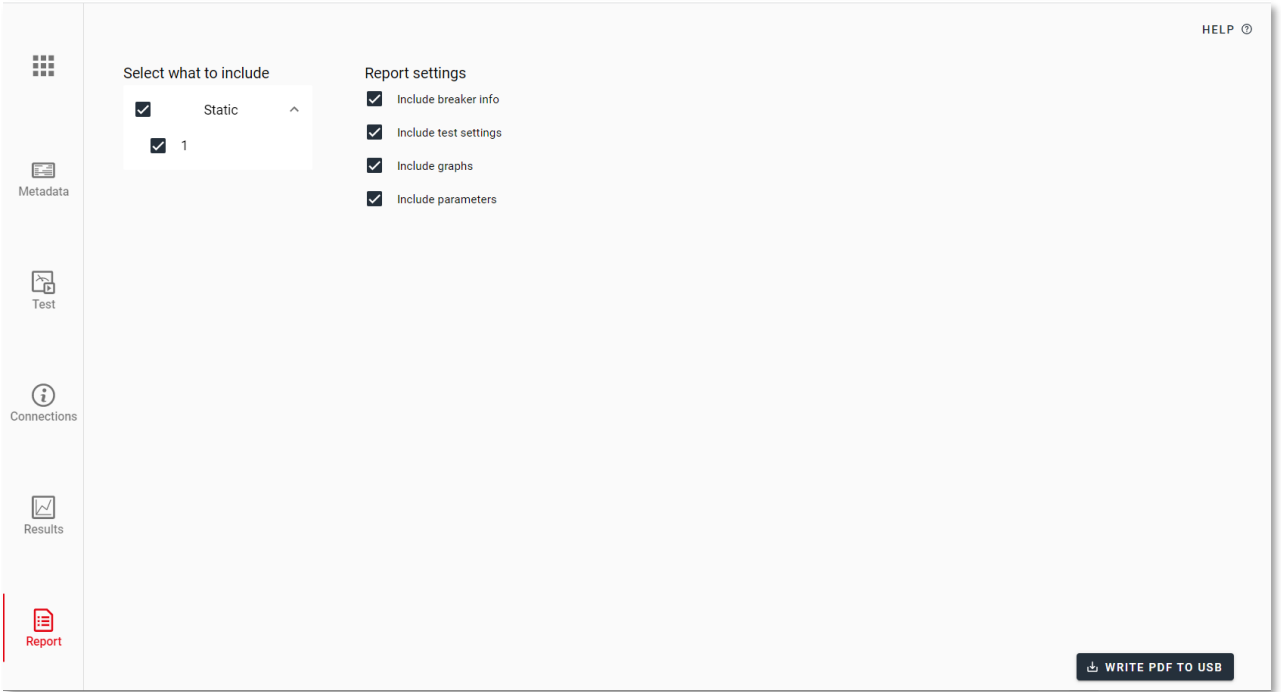 HELP
Select what to include
Static
1
Report settings
Include breaker info
Include test settings
Include graphs
Include parameters
Metadata
Test
Connections
Results
Report
WRITE PDF TO USB